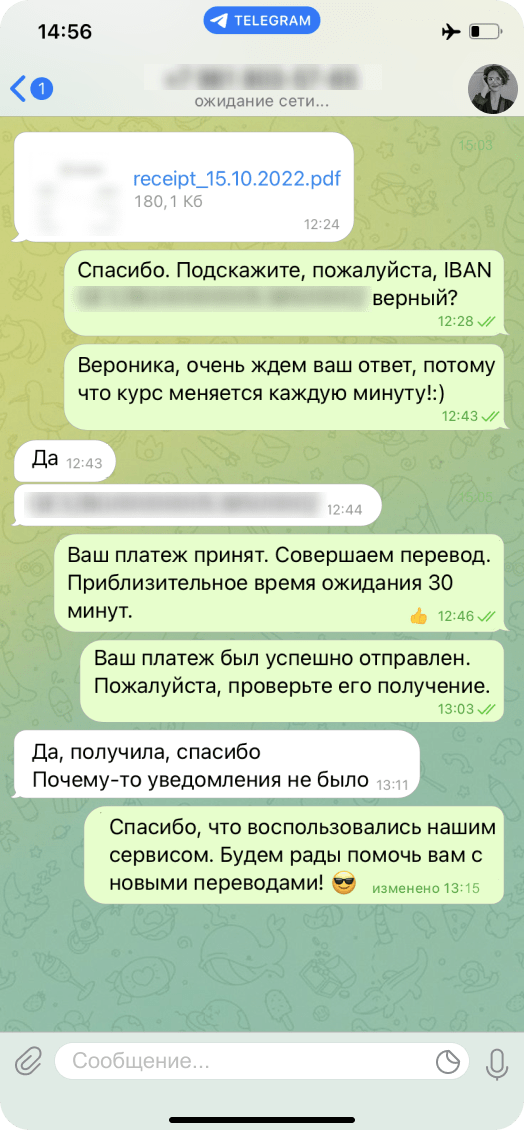 14:56
TELEGRAM
1
ожидание сети...
15:03
receipt_15.10.2022.pdf
180,1 Кб
12:24
Спасибо. Подскажите, пожалуйста, IBAN
верный?
12:28
Вероника, очень ждем ваш ответ, потому
что курс меняется каждую минуту!:)
12:43
Да 12:43
12:44
Ваш платеж принят. Совершаем перевод.
Приблизительное время ожидания 30
минут.
👍 12:46
Ваш платеж был успешно отправлен.
Пожалуйста, проверьте его получение.
13:03
Да, получила, спасибо
Почему-то уведомления не было 13:11
Спасибо, что воспользовались нашим
сервисом. Будем рады помочь вам с
новыми переводами! 😎 изменено 13:15
Сообщение...